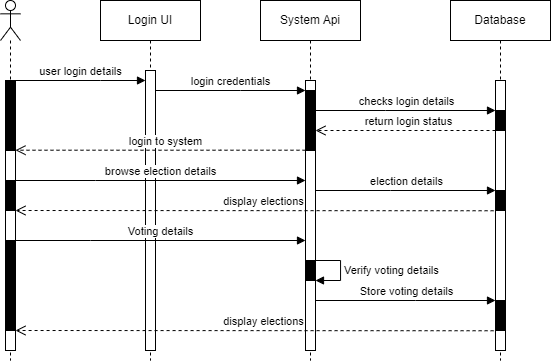 Login UI
System Api
Database
user login details
login credentials
checks login details
return login status
login to system
browse election details
election details
display elections
Voting details
Verify voting details
Store voting details
display elections